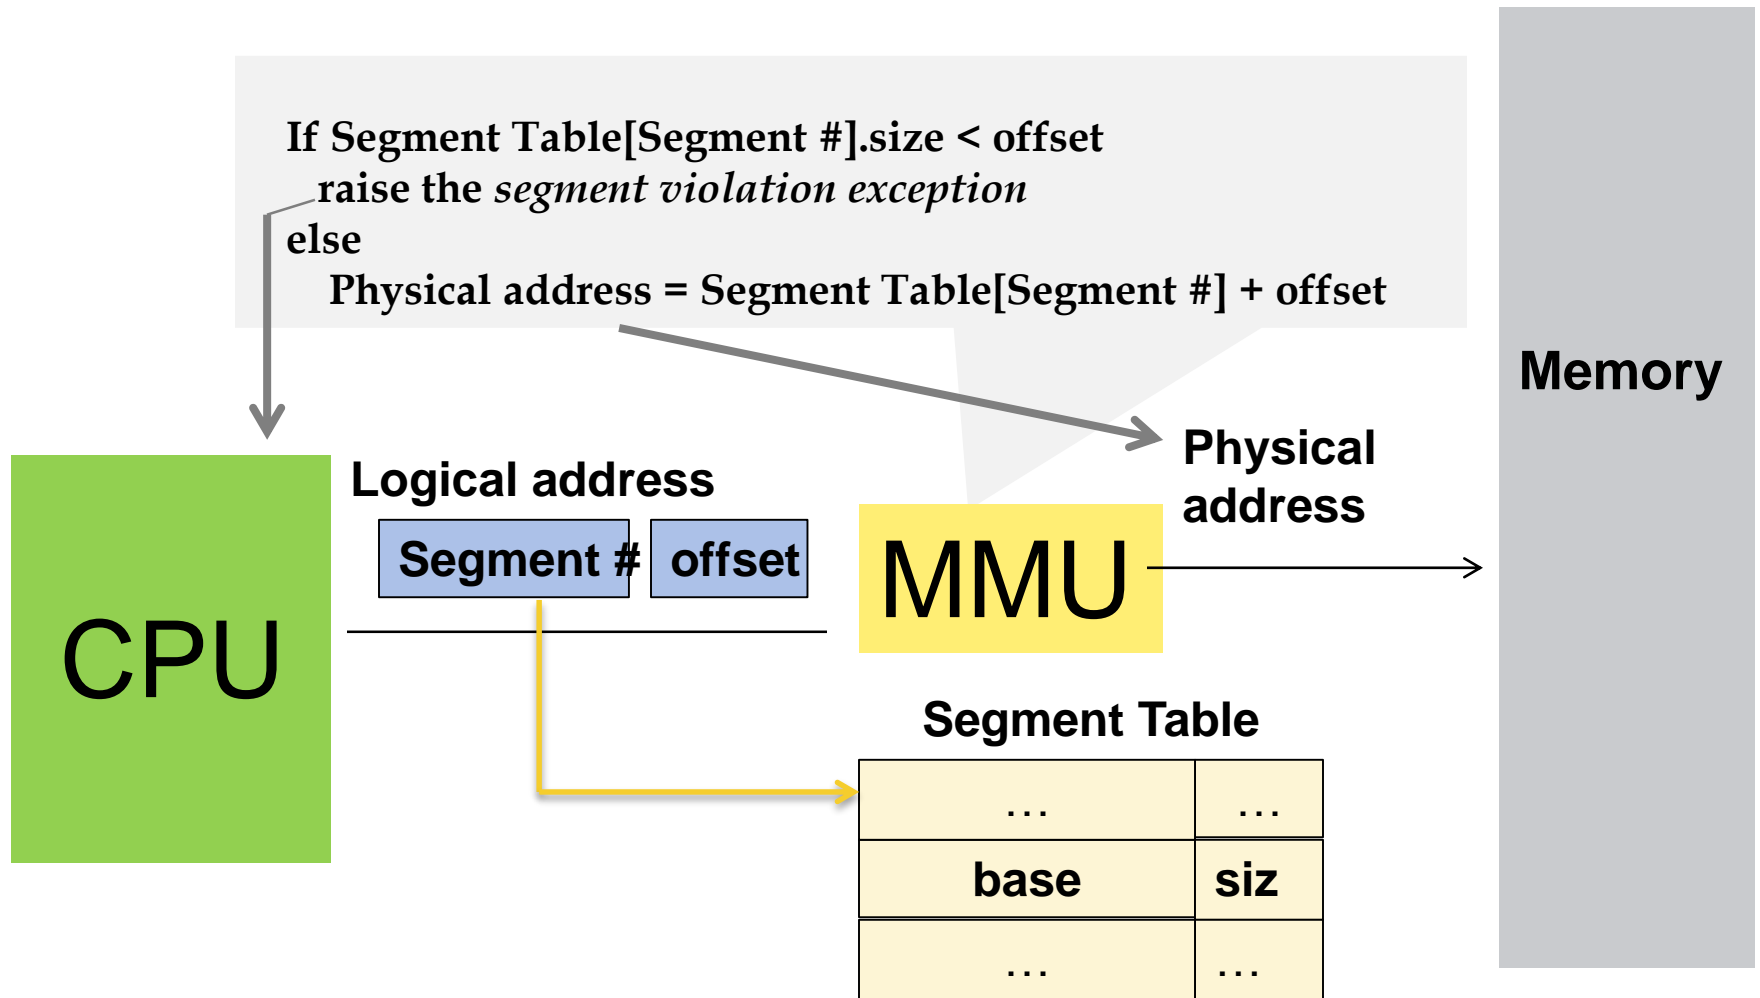 If Segment Table[Segment #].size < offset
raise the segment violation exception
else
Physical address = Segment Table[Segment #] + offset
Memory
Logical address
Physical
address
Segment #
offset
CPU
MMU
Segment Table
... ...
base siz
... ...